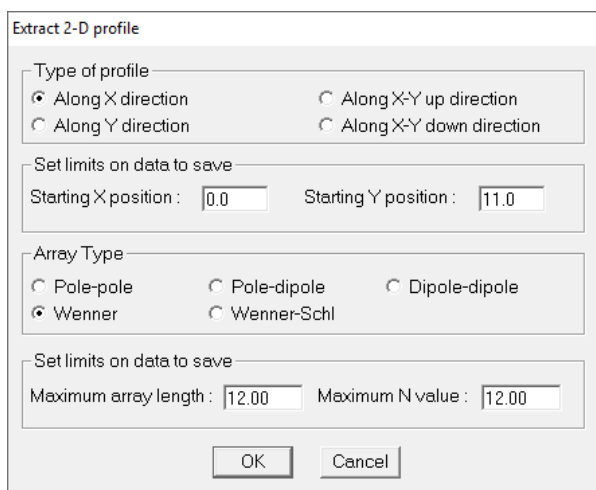 Extract 2-D profile
Type of profile
Along X direction Along X-Y up direction
Along Y direction Along X-Y down direction
Set limits on data to save
Starting X position : 0.0 Starting Y position : 11.0
Array Type
Pole-pole Pole-dipole Dipole-dipole
Wenner Wenner-Schl
Set limits on data to save
Maximum array length : 12.00 Maximum N value : 12.00
OK Cancel